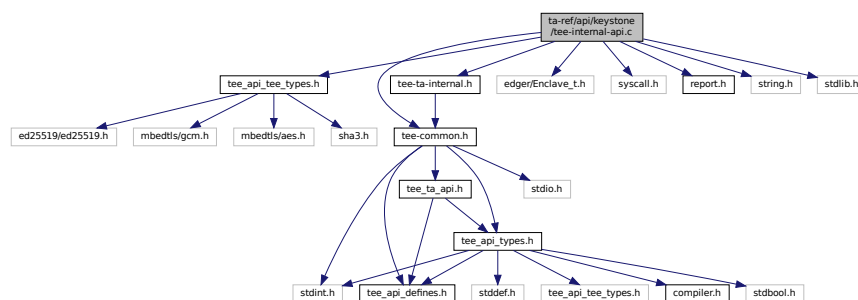 ta-ref/api/keystone
/tee-internal-api.c
tee_api_tee_types.h
tee-ta-internal.h
edger/Enclave_t.h
syscall.h
report.h
string.h
stdlib.h
ed25519/ed25519.h
mbedtls/gcm.h
mbedtls/aes.h
sha3.h
tee-common.h
tee_ta_api.h
stdio.h
tee_api_types.h
stdint.h
tee_api_defines.h
stddef.h
tee_api_tee_types.h
compiler.h
stdbool.h